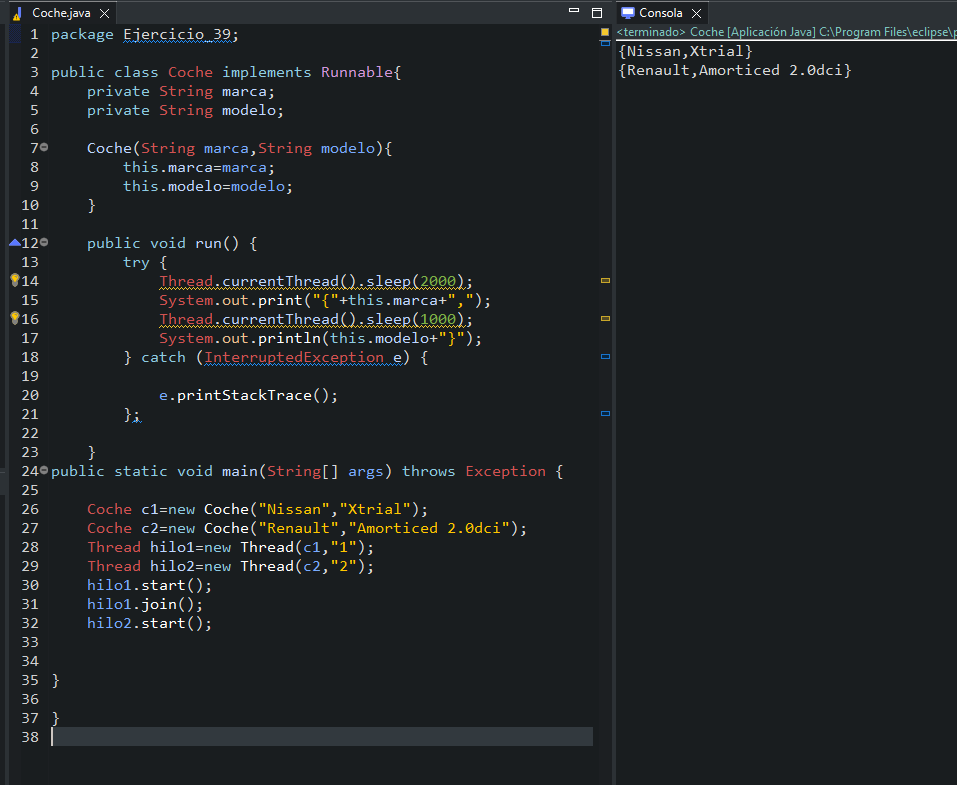 Coche.java
1 package Ejercicio_39;
2
3 public class Coche implements Runnable{
4     private String marca;
5     private String modelo;
6
7     Coche(String marca,String modelo){
8         this.marca=marca;
9         this.modelo=modelo;
10     }
11
12     public void run() {
13         try {
14             Thread.currentThread().sleep(2000);
15             System.out.print("{"+this.marca+",");
16             Thread.currentThread().sleep(1000);
17             System.out.println(this.modelo+"}");
18         } catch (InterruptedException e) {
19
20             e.printStackTrace();
21         };
22
23     }
24 public static void main(String[] args) throws Exception {
25
26     Coche c1=new Coche("Nissan","Xtrial");
27     Coche c2=new Coche("Renault","Amorticed 2.0dci");
28     Thread hilo1=new Thread(c1,"1");
29     Thread hilo2=new Thread(c2,"2");
30     hilo1.start();
31     hilo1.join();
32     hilo2.start();
33
34
35 }
36
37 }
38
Consola
<terminado> Coche [Aplicación Java] C:\Program Files\eclipse\p
{Nissan,Xtrial}
{Renault,Amorticed 2.0dci}